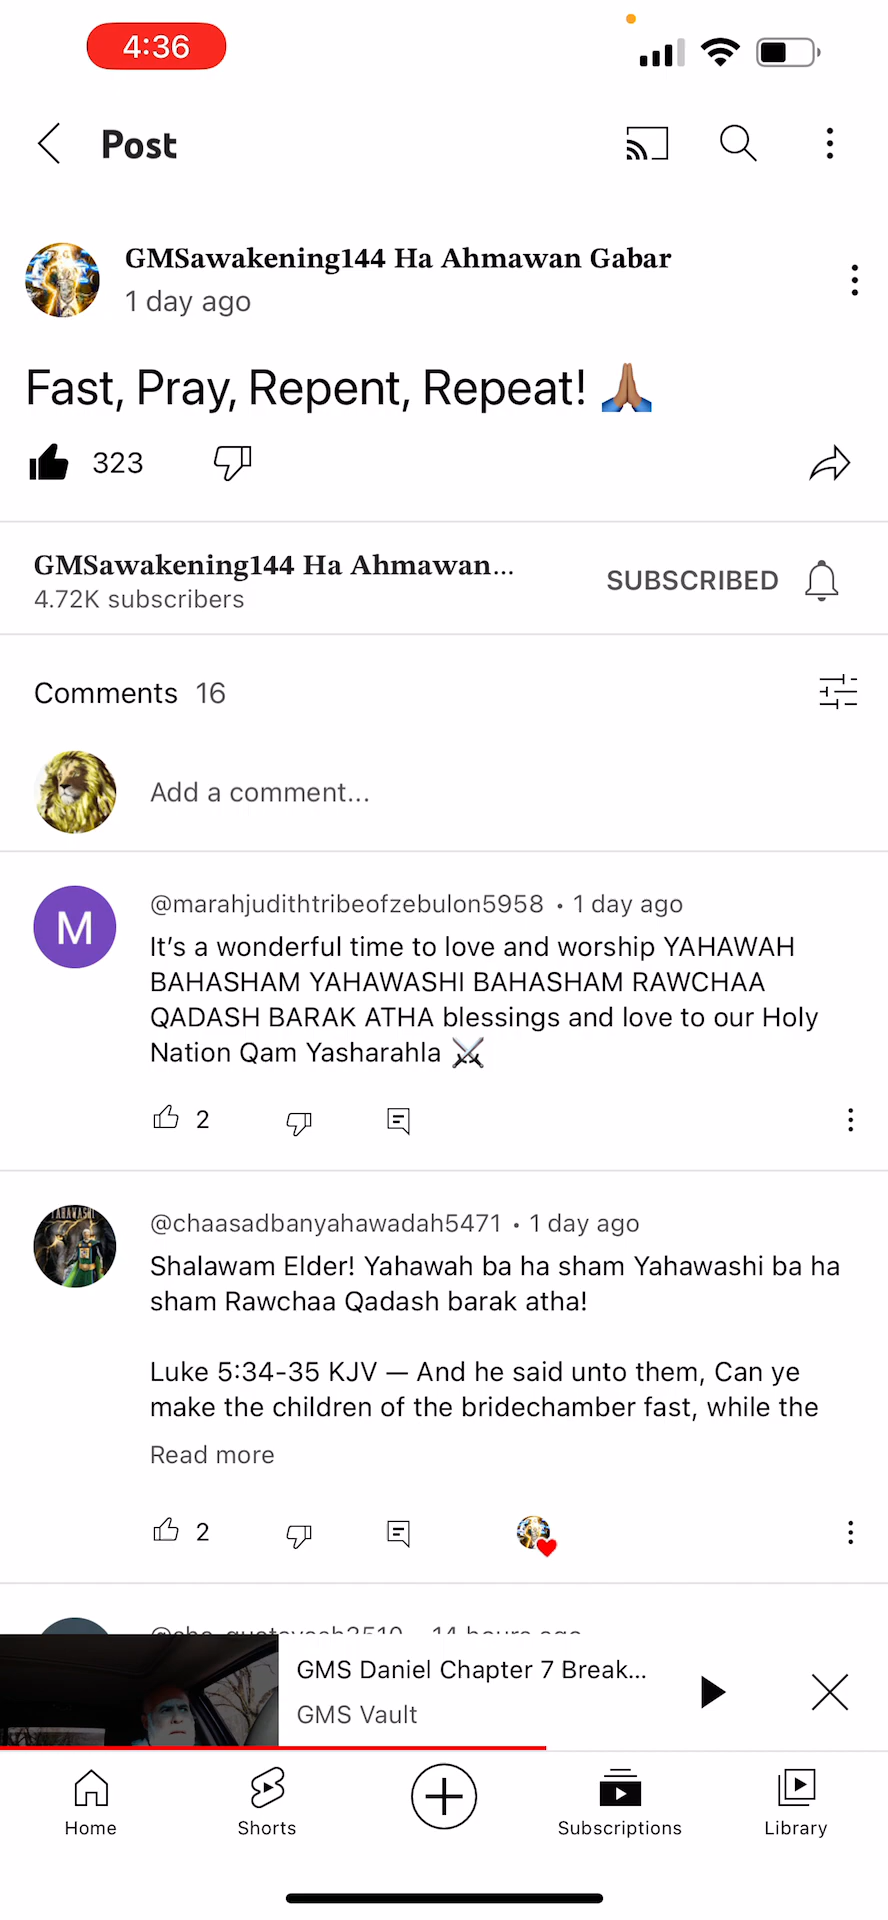 4:36
Post
GMSawakening144 Ha Ahmawan Gabar
1 day ago
Fast, Pray, Repent, Repeat! 🙏🏾
323
GMSawakening144 Ha Ahmawan...
4.72K subscribers
SUBSCRIBED
Comments 16
Add a comment...
M
@marahjudithtribeofzebulon5958 • 1 day ago
It's a wonderful time to love and worship YAHAWAH
BAHASHAM YAHAWASHI BAHASHAM RAWCHAA
QADASH BARAK ATHA blessings and love to our Holy
Nation Qam Yasharahla ⚔️
2
YAHAWASHI
@chaasadbanyahawadah5471 • 1 day ago
Shalawam Elder! Yahawah ba ha sham Yahawashi ba ha
sham Rawchaa Qadash barak atha!
Luke 5:34-35 KJV — And he said unto them, Can ye
make the children of the bridechamber fast, while the
Read more
2
14 hours ago
GMS Daniel Chapter 7 Break...
GMS Vault
Home
Shorts
Subscriptions
Library